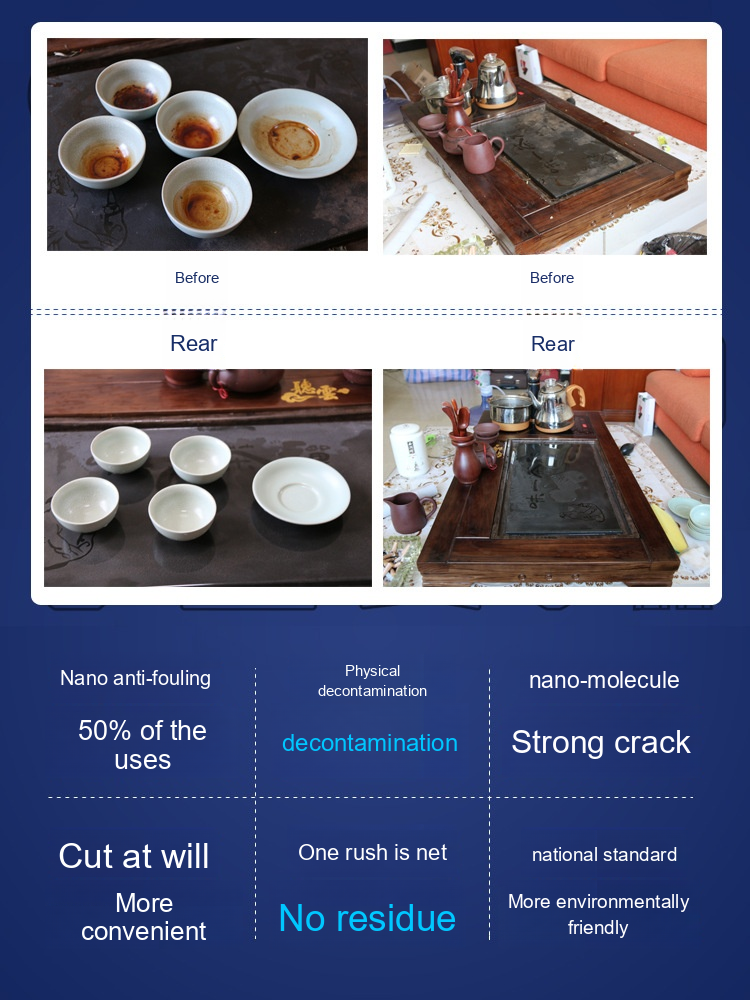 Before
Before
Rear
Rear
Nano anti-fouling
50% of the
uses
Physical
decontamination
decontamination
nano-molecule
Strong crack
Cut at will
More
convenient
One rush is net
No residue
national standard
More environmentally
friendly